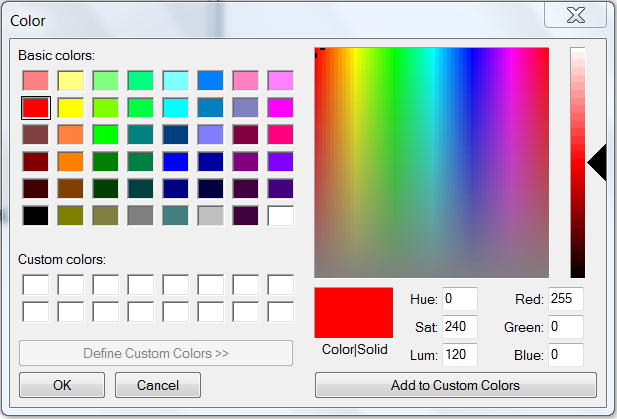 Color
Basic colors:
Custom colors:
Define Custom Colors >>
OK
Cancel
Color|Solid
Hue: 0
Sat: 240
Lum: 120
Red: 255
Green: 0
Blue: 0
Add to Custom Colors